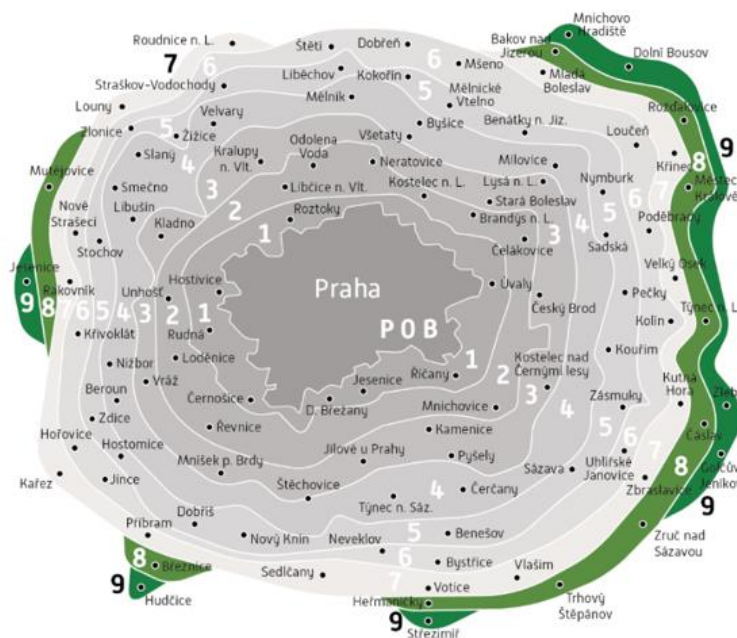 Mnichovo
Hradiště
Roudnice n. L.
Štětí
Dobřeň
Bakov nad
Jizerou
Dolní Bousov
7
6
6
Mšeno
Liběchov
Kokořín
Mladá
Boleslav
Straškov-Vodochody
Mělník
5
Mělnické
Vtelno
Louny
Velvary
Rožďalovice
Zlonice
5
Žižice
Byšice
Benátky n. Jiz.
Loučeň
9
Slaný
4
Kralupy
n. Vlt.
Odolena
Voda
Všetaty
Křinec
8
Mutějovice
Smečno
3
Neratovice
Milovice
7
Městec
Králové
Libčice n. Vlt.
Kostelec n. L.
Lysá n. L.
Nymburk
6
Nové
Strašecí
Libušín
2
Roztoky
Stará Boleslav
5
Kladno
1
Brandýs n. L.
3
4
Poděbrady
Stochov
Čelákovice
Sadská
Jesenice
Rakovník
Unhošť
Hostivice
Praha
Úvaly
Velký Osek
9
8
7
6
5
4
3
2
1
Český Brod
Pečky
Týnec n. L.
Křivoklát
Rudná
P O B
Kolín
Nižbor
Loděnice
1
Kostelec nad
Černými lesy
Kouřim
Vráž
Jesenice
Říčany
2
Kutná
Hora
Beroun
Černošice
D. Břežany
3
Zásmuky
Žleby
Zdice
Mnichovice
4
Čáslav
Řevnice
Kamenice
5
6
7
Hořovice
Hostomice
Jílové u Prahy
Pyšely
Uhlířské
Janovice
8
Golčův
Jeníkov
Mníšek p. Brdy
Sázava
Kařez
Jince
Štěchovice
4
Čerčany
Zbraslavice
9
Týnec n. Sáz.
Dobříš
Příbram
Nový Knín
Neveklov
5
Benešov
Zruč nad
Sázavou
8
Březnice
6
Bystřice
9
Hudčice
Sedlčany
7
Vlašim
Votice
Heřmaničky
Trhový
Štěpánov
9
Střezimíř